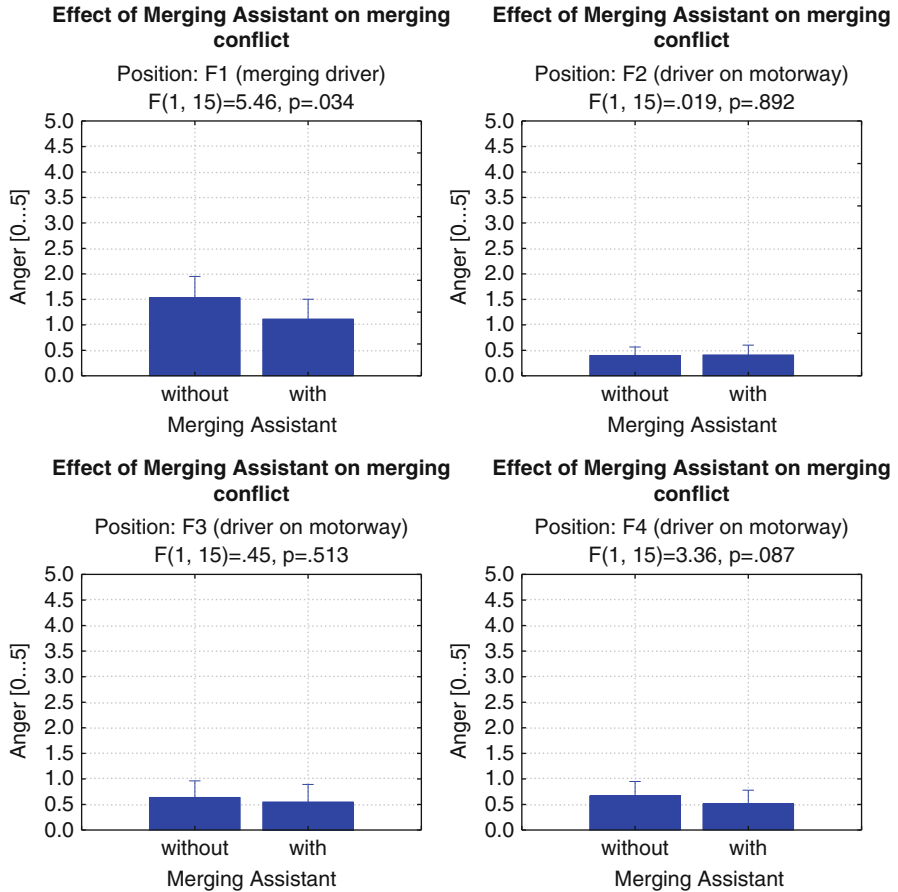 Effect of Merging Assistant on merging
conflict
Position: F1 (merging driver)
F(1, 15)=5.46, p=.034
5.0
4.5
4.0
3.5
3.0
2.5
2.0
1.5
1.0
0.5
0.0
Anger [0...5]
without with
Merging Assistant
Effect of Merging Assistant on merging
conflict
Position: F2 (driver on motorway)
F(1, 15)=.019, p=.892
5.0
4.5
4.0
3.5
3.0
2.5
2.0
1.5
1.0
0.5
0.0
Anger [0...5]
without with
Merging Assistant
Effect of Merging Assistant on merging
conflict
Position: F3 (driver on motorway)
F(1, 15)=.45, p=.513
5.0
4.5
4.0
3.5
3.0
2.5
2.0
1.5
1.0
0.5
0.0
Anger [0...5]
without with
Merging Assistant
Effect of Merging Assistant on merging
conflict
Position: F4 (driver on motorway)
F(1, 15)=3.36, p=.087
5.0
4.5
4.0
3.5
3.0
2.5
2.0
1.5
1.0
0.5
0.0
Anger [0...5]
without with
Merging Assistant